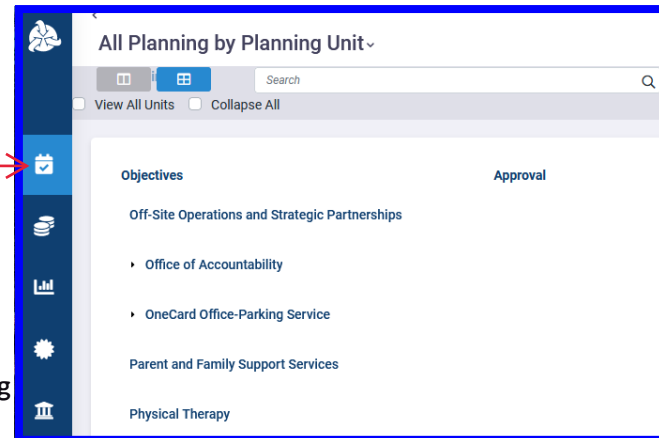 All Planning by Planning Unit
Search
View All Units Collapse All
Objectives Approval
Off-Site Operations and Strategic Partnerships
Office of Accountability
OneCard Office-Parking Service
Parent and Family Support Services
g
Physical Therapy